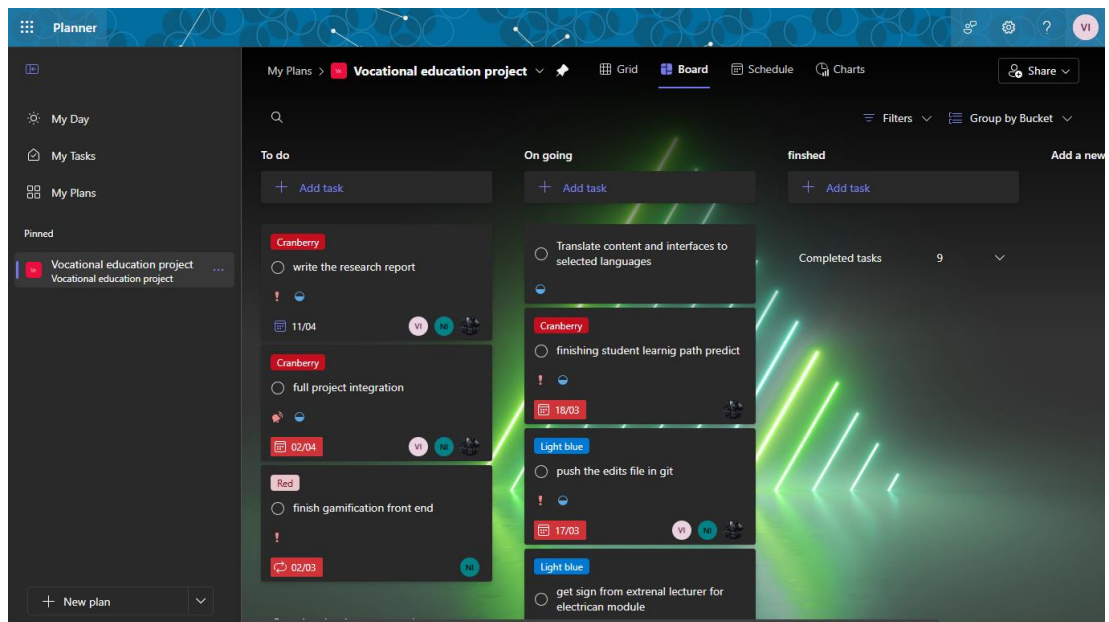 Planner
?
VI
My Plans > Vocational education project
Grid
Board
Schedule
Charts
Share
My Day
My Tasks
My Plans
Pinned
Vocational education project
Vocational education project
New plan
Filters
Group by Bucket
To do
Add task
Cranberry
write the research report
!
11/04
VI
NI
Cranberry
full project integration
02/04
VI
NI
Red
finish gamification front end
!
02/03
NI
On going
Add task
Translate content and interfaces to
selected languages
Cranberry
finishing student learnig path predict
!
18/03
Light blue
push the edits file in git
!
17/03
VI
NI
Light blue
get sign from extrenal lecturer for
electrican module
finshed
Add task
Completed tasks 9
Add a new